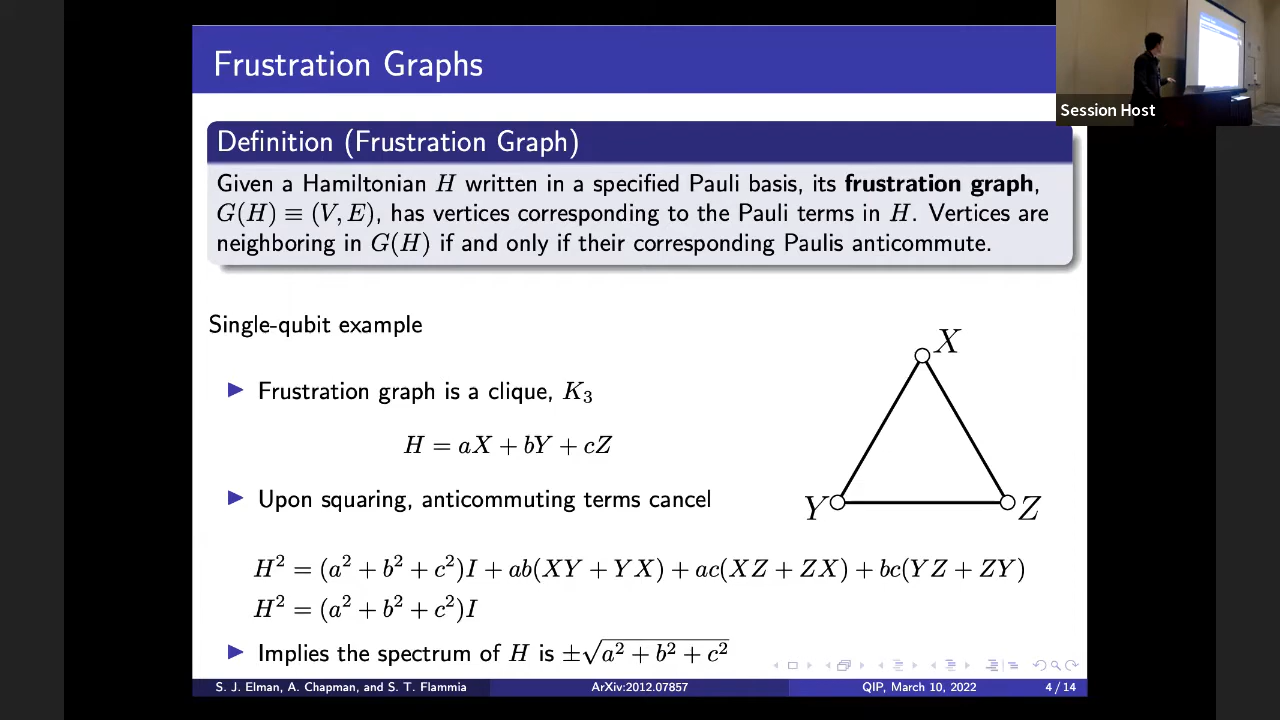 Frustration Graphs
Session Host
Definition (Frustration Graph)
Given a Hamiltonian H written in a specified Pauli basis, its frustration graph,
G(H) ≡ (V, E), has vertices corresponding to the Pauli terms in H. Vertices are
neighboring in G(H) if and only if their corresponding Paulis anticommute.
Single-qubit example
▶ Frustration graph is a clique, K₃
H = aX + bY + cZ
▶ Upon squaring, anticommuting terms cancel
X
Y
Z
H² = (a² + b² + c²)I + ab(XY + YX) + ac(XZ + ZX) + bc(YZ + ZY)
H² = (a² + b² + c²)I
▶ Implies the spectrum of H is ±√(a² + b² + c²)
S. J. Elman, A. Chapman, and S. T. Flammia ArXiv:2012.07857 QIP, March 10, 2022 4 / 14